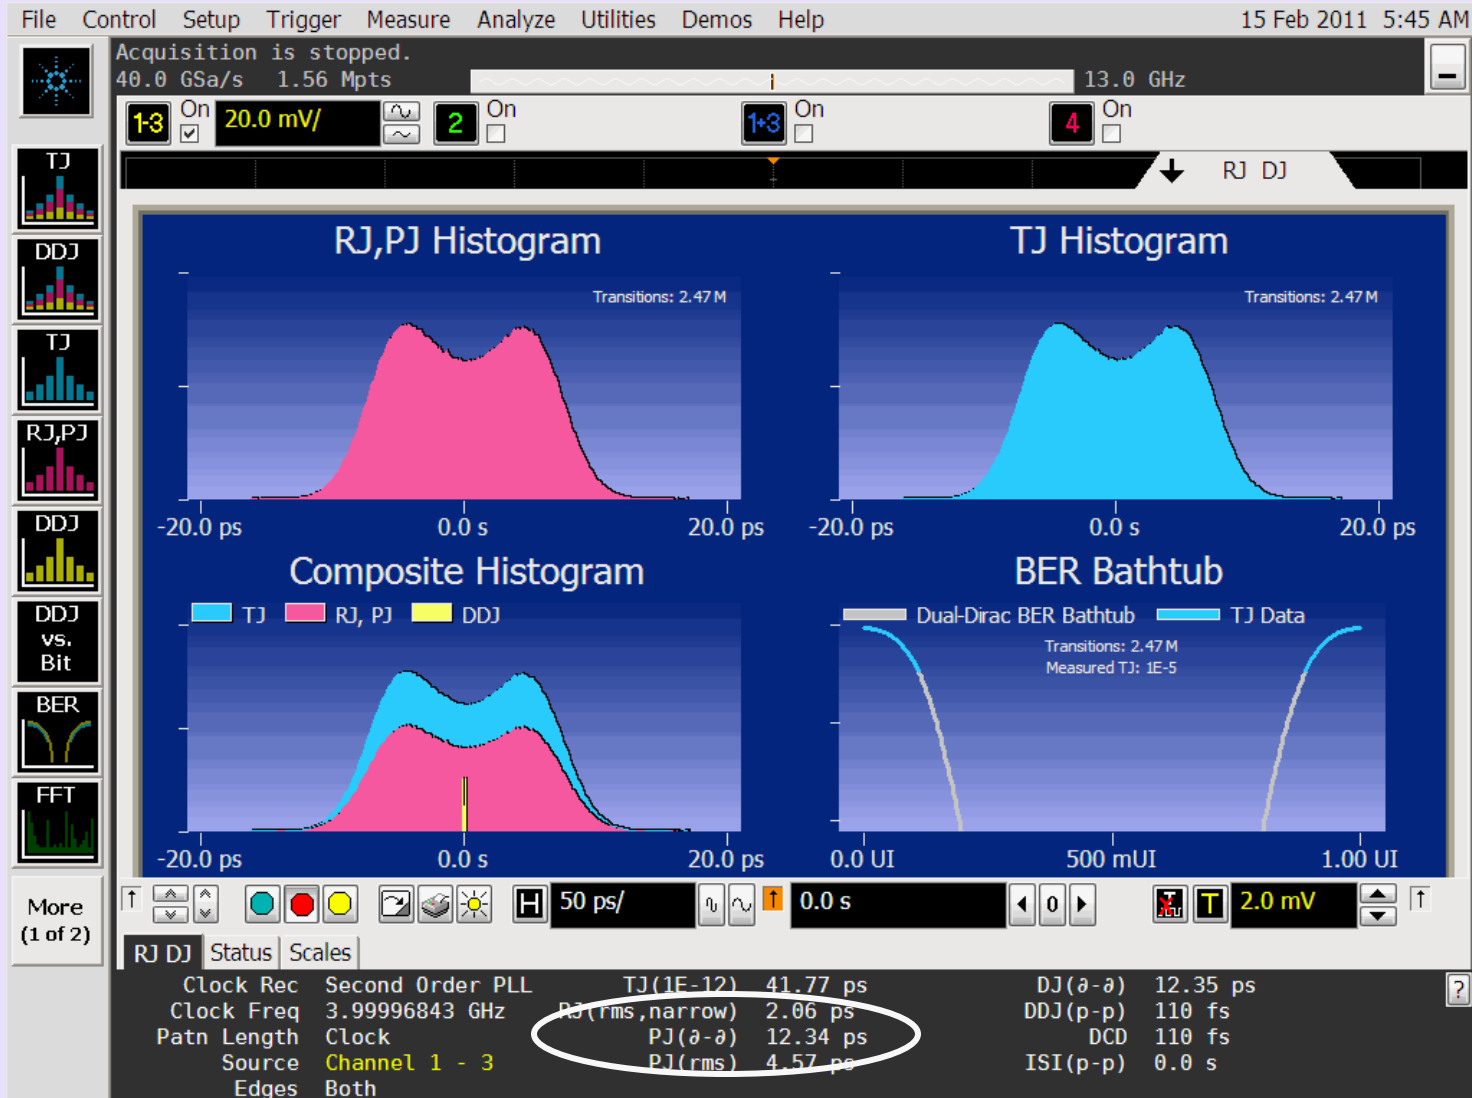 File Control Setup Trigger Measure Analyze Utilities Demos Help 15 Feb 2011 5:45 AM
Acquisition is stopped.
40.0 GSa/s 1.56 Mpts 13.0 GHz
1-3 On 20.0 mV/ 2 On 1+3 On 4 On
RJ DJ
TJ
DDJ
TJ
RJ,PJ
DDJ
DDJ
vs.
Bit
BER
FFT
More
(1 of 2)
RJ,PJ Histogram
Transitions: 2.47 M
-20.0 ps 0.0 s 20.0 ps
TJ Histogram
Transitions: 2.47 M
-20.0 ps 0.0 s 20.0 ps
Composite Histogram
TJ RJ, PJ DDJ
-20.0 ps 0.0 s 20.0 ps
BER Bathtub
Dual-Dirac BER Bathtub TJ Data
Transitions: 2.47 M
Measured TJ: 1E-5
0.0 UI 500 mUI 1.00 UI
H 50 ps/ 0.0 s 0 T 2.0 mV
RJ DJ Status Scales
Clock Rec Second Order PLL TJ(1E-12) 41.77 ps DJ(∂-∂) 12.35 ps ?
Clock Freq 3.99996843 GHz RJ(rms,narrow) 2.06 ps DDJ(p-p) 110 fs
Patn Length Clock PJ(∂-∂) 12.34 ps DCD 110 fs
Source Channel 1 - 3 PJ(rms) 4.57 ps ISI(p-p) 0.0 s
Edges Both